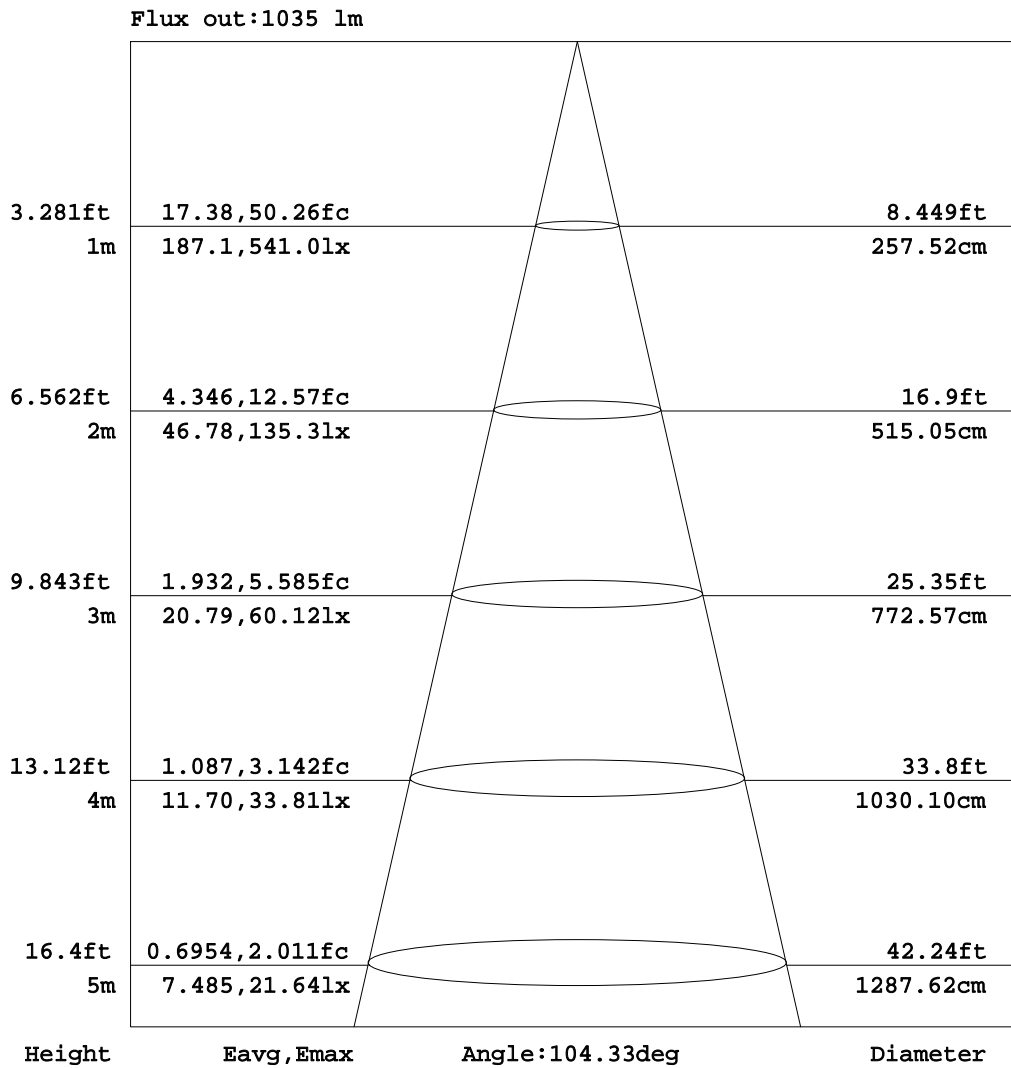 Flux out:1035 lm
3.281ft 17.38,50.26fc 8.449ft
1m 187.1,541.0lx 257.52cm
6.562ft 4.346,12.57fc 16.9ft
2m 46.78,135.3lx 515.05cm
9.843ft 1.932,5.585fc 25.35ft
3m 20.79,60.12lx 772.57cm
13.12ft 1.087,3.142fc 33.8ft
4m 11.70,33.81lx 1030.10cm
16.4ft 0.6954,2.011fc 42.24ft
5m 7.485,21.64lx 1287.62cm
Height Eavg,Emax Angle:104.33deg Diameter